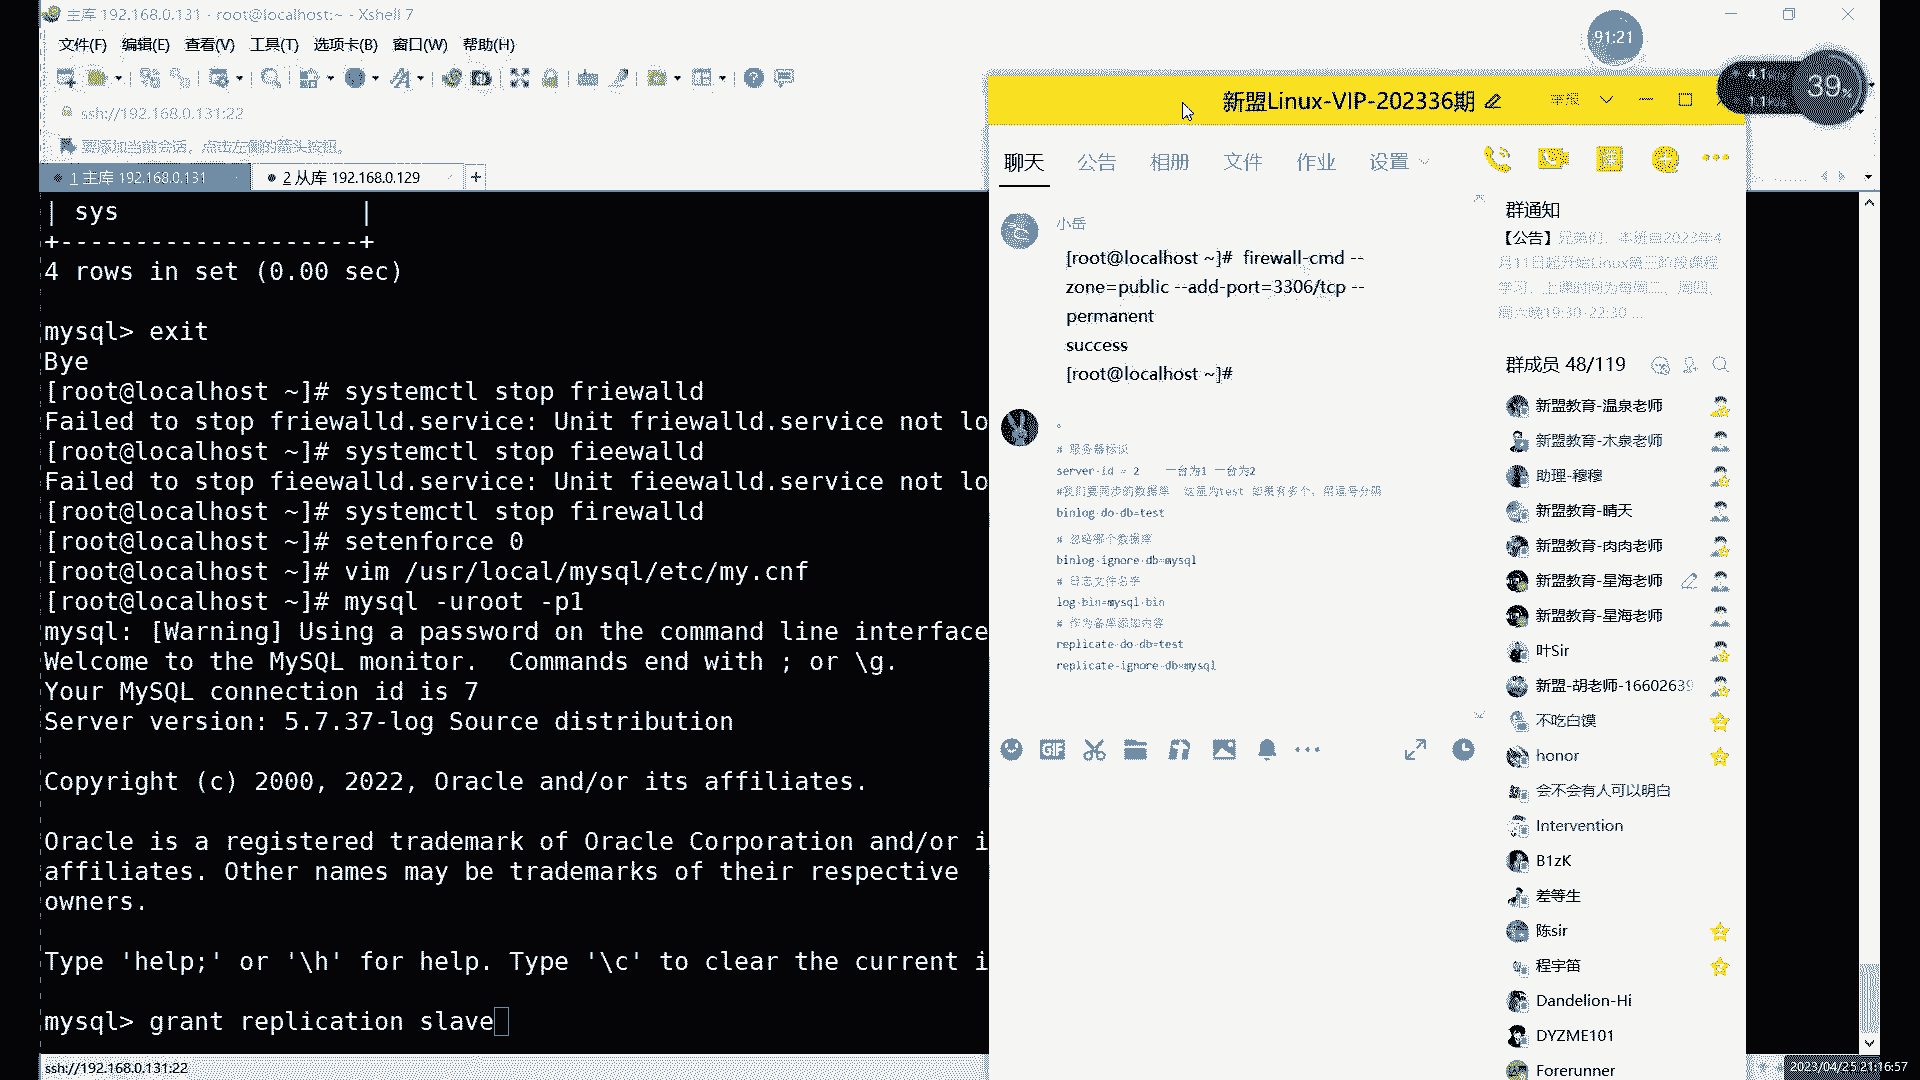 主库 192.168.0.131 - root@localhost:~ - Xshell 7
文件(F) 编辑(E) 查看(V) 工具(T) 选项卡(B) 窗口(W) 帮助(H)
ssh://192.168.0.131:22
要添加当前会话，点击左侧的箭头按钮。
1 主库 192.168.0.131
2 从库 192.168.0.129
+
| sys                |
+--------------------+
4 rows in set (0.00 sec)
mysql> exit
Bye
[root@localhost ~]# systemctl stop friewalld
Failed to stop friewalld.service: Unit friewalld.service not lo
[root@localhost ~]# systemctl stop fieewalld
Failed to stop fieewalld.service: Unit fieewalld.service not lo
[root@localhost ~]# systemctl stop firewalld
[root@localhost ~]# setenforce 0
[root@localhost ~]# vim /usr/local/mysql/etc/my.cnf
[root@localhost ~]# mysql -uroot -p1
mysql: [Warning] Using a password on the command line interface
Welcome to the MySQL monitor.  Commands end with ; or \g.
Your MySQL connection id is 7
Server version: 5.7.37-log Source distribution
Copyright (c) 2000, 2022, Oracle and/or its affiliates.
Oracle is a registered trademark of Oracle Corporation and/or i
affiliates. Other names may be trademarks of their respective
owners.
Type 'help;' or '\h' for help. Type '\c' to clear the current i
mysql> grant replication slave
ssh://192.168.0.131:22
91:21
39%
新盟Linux-VIP-202336期
举报
聊天 公告 相册 文件 作业 设置
小岳
[root@localhost ~]#  firewall-cmd --
zone=public --add-port=3306/tcp --
permanent
success
[root@localhost ~]#
# 服务器标识
server-id = 2    一台为1 一台为2
#我们要同步的数据库  这里为test 如果有多个，用逗号分隔
binlog-do-db=test
# 忽略哪个数据库
binlog-ignore-db=mysql
# 日志文件名字
log-bin=mysql-bin
# 作为备库添加内容
replicate-do-db=test
replicate-ignore-db=mysql
GIF
群通知
【公告】兄弟们，本班自2023年4
月11日起开始Linux第三阶段课程
学习，上课时间为每周二、周四、
周六晚19:30-22:30 ...
群成员 48/119
新盟教育-温泉老师
新盟教育-木泉老师
助理-穆穆
新盟教育-晴天
新盟教育-肉肉老师
新盟教育-星海老师
新盟教育-星海老师
叶Sir
新盟-胡老师-16602639
不吃白馍
honor
会不会有人可以明白
Intervention
B1zK
差等生
陈sir
程宇笛
Dandelion-Hi
DYZME101
Forerunner
2023/04/25 21:16:57